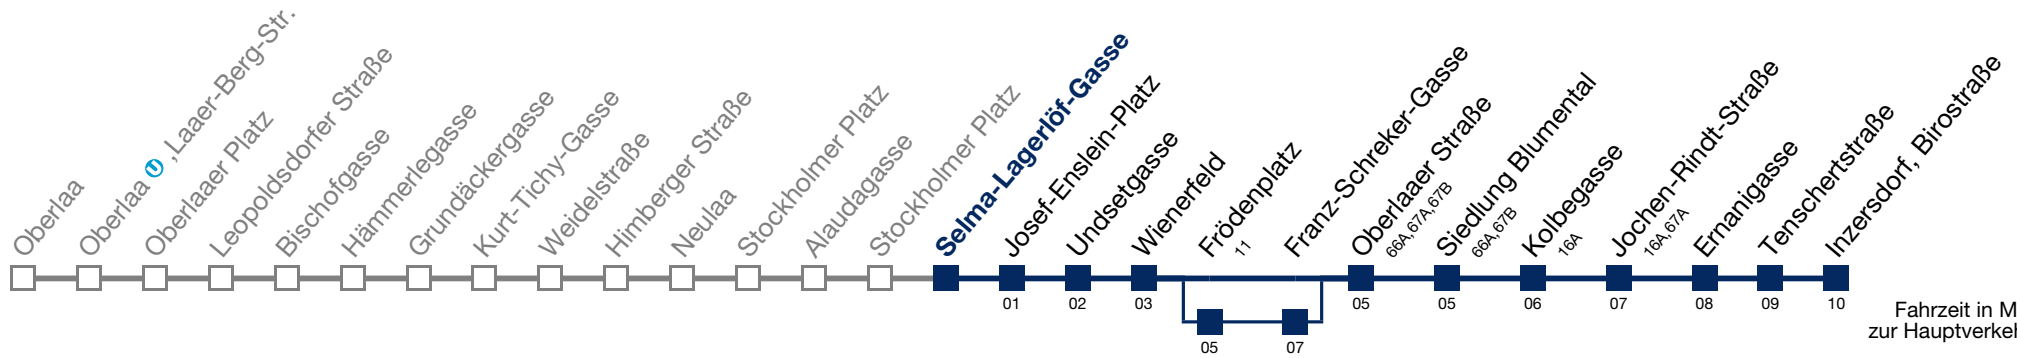 Oberlaa
Oberlaa U, Laaer-Berg-Str.
Oberlaaer Platz
Leopoldsdorfer Straße
Bischofgasse
Hämmerlegasse
Grundäckergasse
Kurt-Tichy-Gasse
Weidelstraße
Himberger Straße
Neulaa
Stockholmer Platz
Alaudagasse
Stockholmer Platz
Selma-Lagerlöf-Gasse
Josef-Enslein-Platz
01
Undsetgasse
02
Wienerfeld
03
Frödenplatz
11
05
Franz-Schreker-Gasse
07
Oberlaaer Straße
66A,67A,67B
05
Siedlung Blumental
66A,67B
05
Kolbegasse
16A
06
Jochen-Rindt-Straße
16A,67A
07
Ernanigasse
08
Tenschertstraße
09
Inzersdorf, Birostraße
10
Fahrzeit in M
zur Hauptverkeh